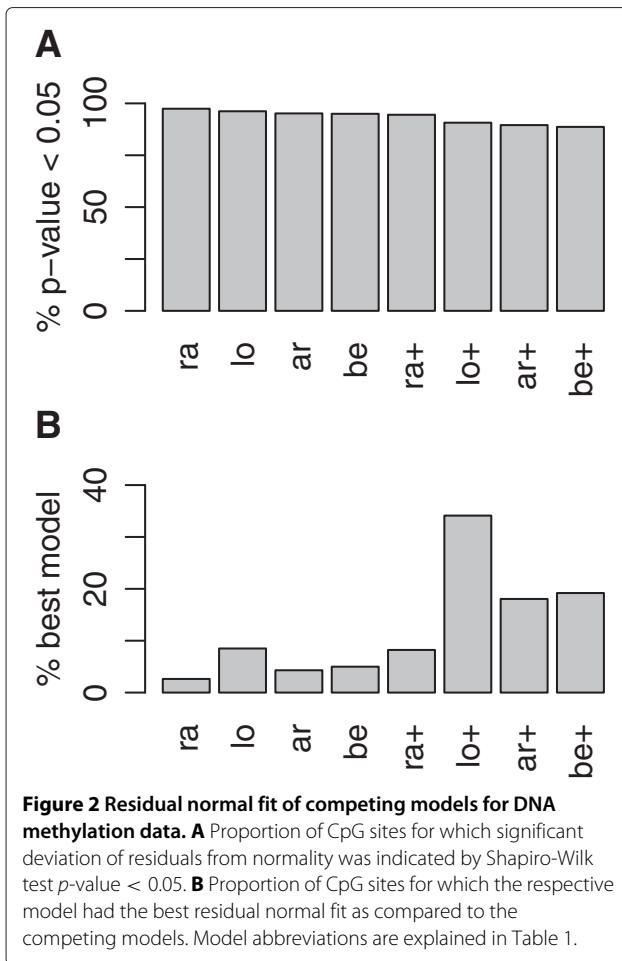 A
% p−value < 0.05
100
50
0
ra
lo
ar
be
ra+
lo+
ar+
be+
B
% best model
40
20
0
ra
lo
ar
be
ra+
lo+
ar+
be+
Figure 2 Residual normal fit of competing models for DNA
methylation data. A Proportion of CpG sites for which significant
deviation of residuals from normality was indicated by Shapiro-Wilk
test p-value < 0.05. B Proportion of CpG sites for which the respective
model had the best residual normal fit as compared to the
competing models. Model abbreviations are explained in Table 1.